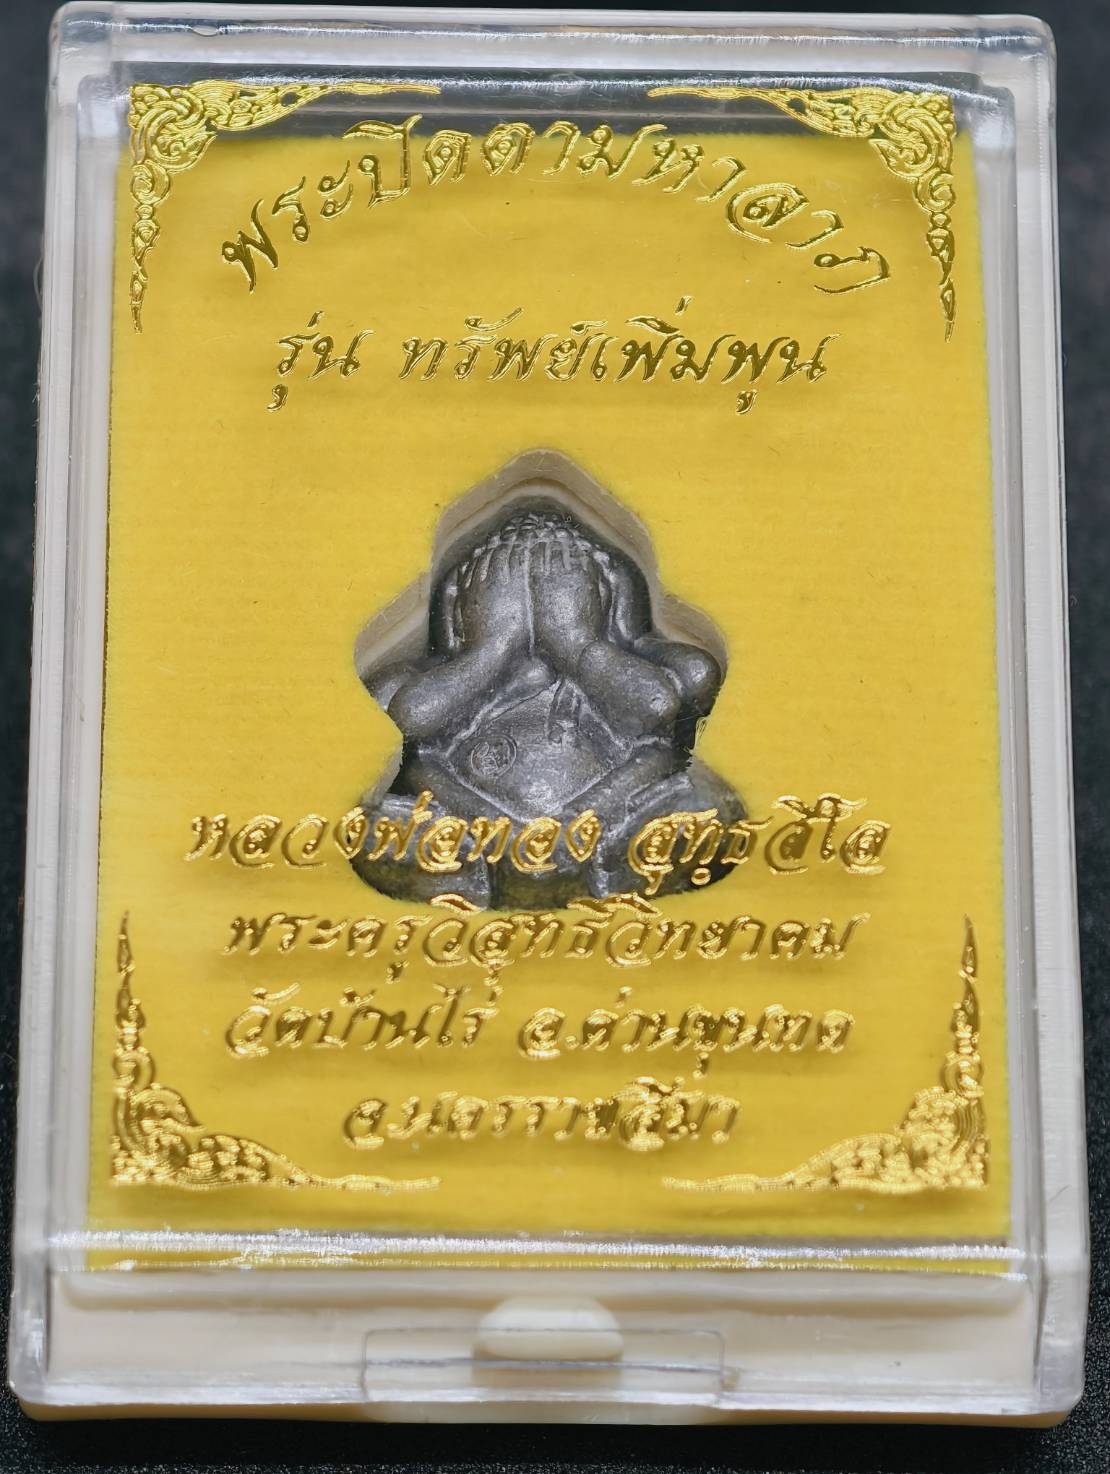 พระปิดตามหาลาภ
รุ่น ทรัพย์เพิ่มพูน
หลวงพ่อทอง สุทฺธสีโล
พระครูวิสุทธิวิทยาคม
วัดบ้านไร่ อ.ด่านขุนทด
จ.นครราชสีมา